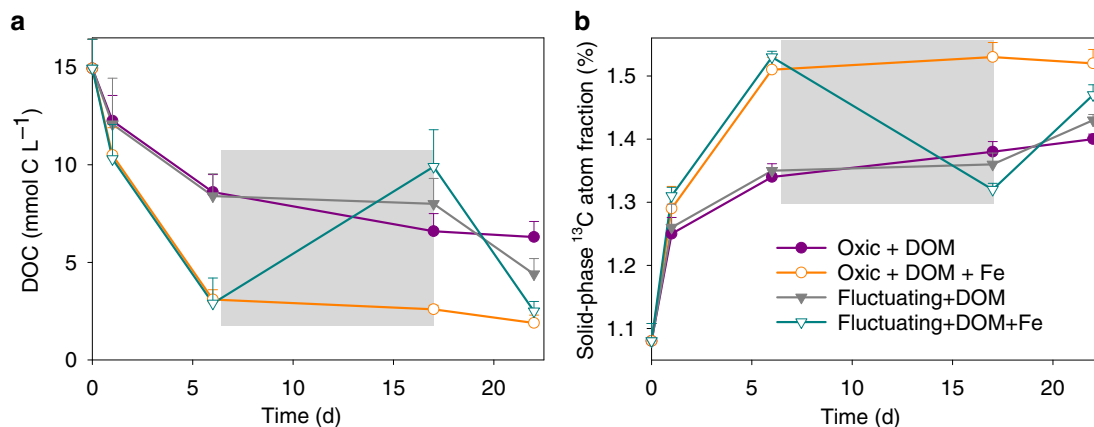 a
DOC (mmol C L⁻¹)
15
10
5
0
0 5 10 15 20
Time (d)
b
Solid-phase ¹³C atom fraction (%)
1.5
1.4
1.3
1.2
1.1
Oxic + DOM
Oxic + DOM + Fe
Fluctuating+DOM
Fluctuating+DOM+Fe
0 5 10 15 20
Time (d)